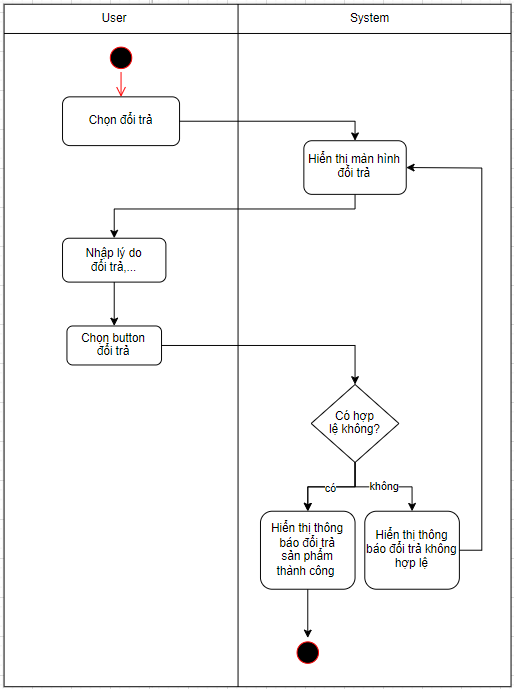 User
System
Chọn đổi trả
Hiển thị màn hình
đổi trả
Nhập lý do
đổi trả,...
Chọn button
đổi trả
Có hợp
lệ không?
có
không
Hiển thị thông
báo đổi trả
sản phẩm
thành công
Hiển thị thông
báo đổi trả không
hợp lệ